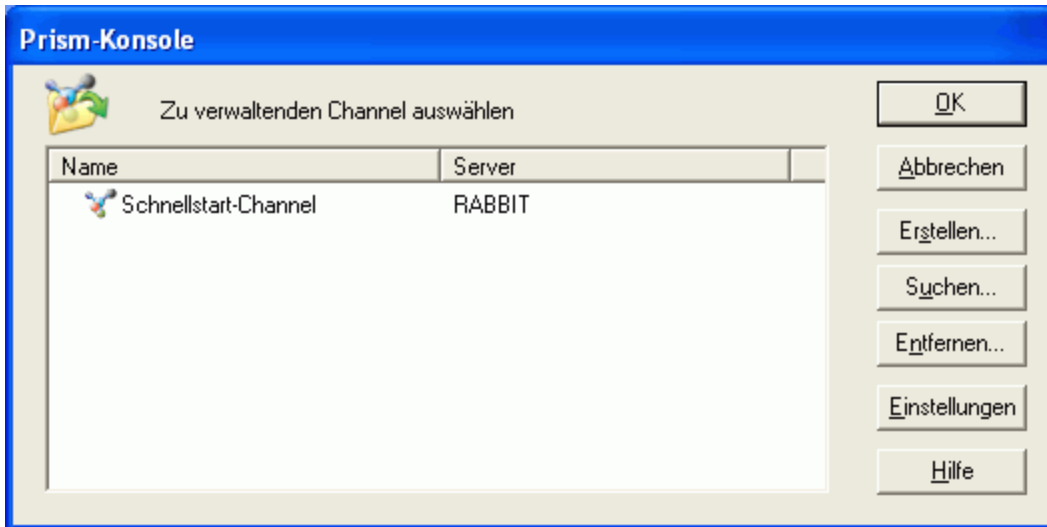 Prism-Konsole
Zu verwaltenden Channel auswählen
Name Server
Schnellstart-Channel RABBIT
OK
Abbrechen
Erstellen...
Suchen...
Entfernen...
Einstellungen
Hilfe